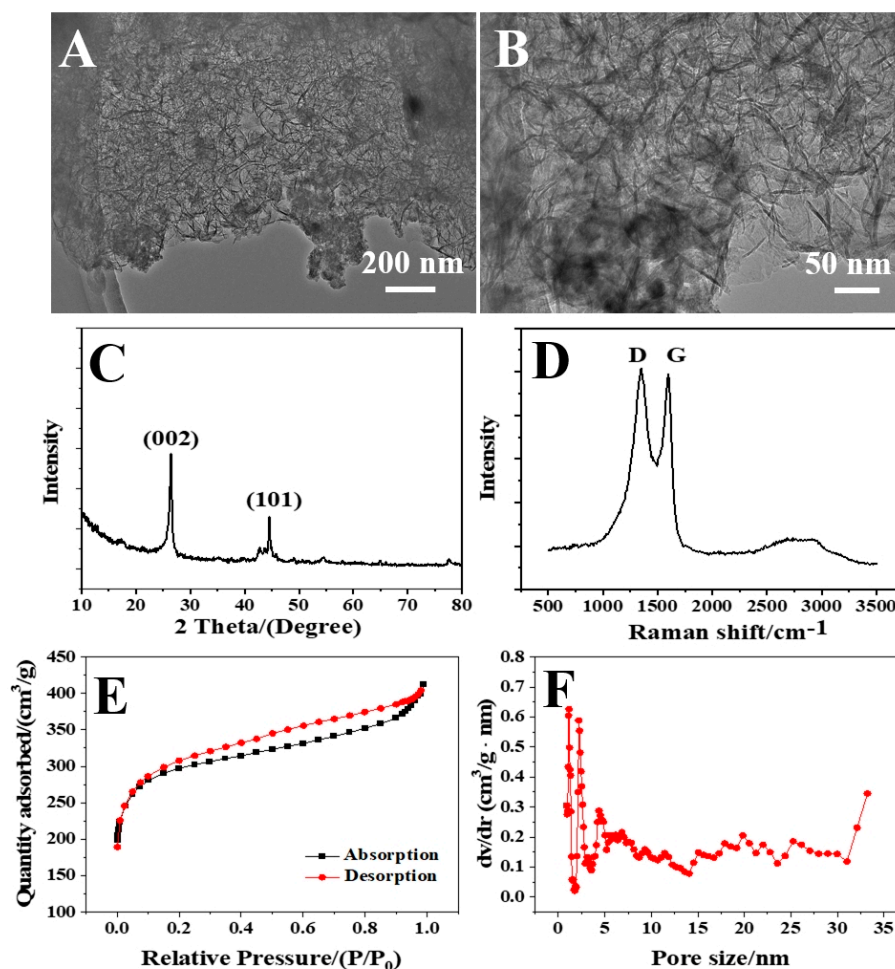 A
200 nm
B
50 nm
C
(002)
(101)
Intensity
10 20 30 40 50 60 70 80
2 Theta/(Degree)
D
D G
Intensity
500 1000 1500 2000 2500 3000 3500
Raman shift/cm-1
E
Quantity adsorbed/(cm³/g)
450
400
350
300
250
200
150
100
Absorption
Desorption
0.0 0.2 0.4 0.6 0.8 1.0
Relative Pressure/(P/P₀)
F
dv/dr (cm³/g · nm)
0.8
0.7
0.6
0.5
0.4
0.3
0.2
0.1
0.0
0 5 10 15 20 25 30 35
Pore size/nm